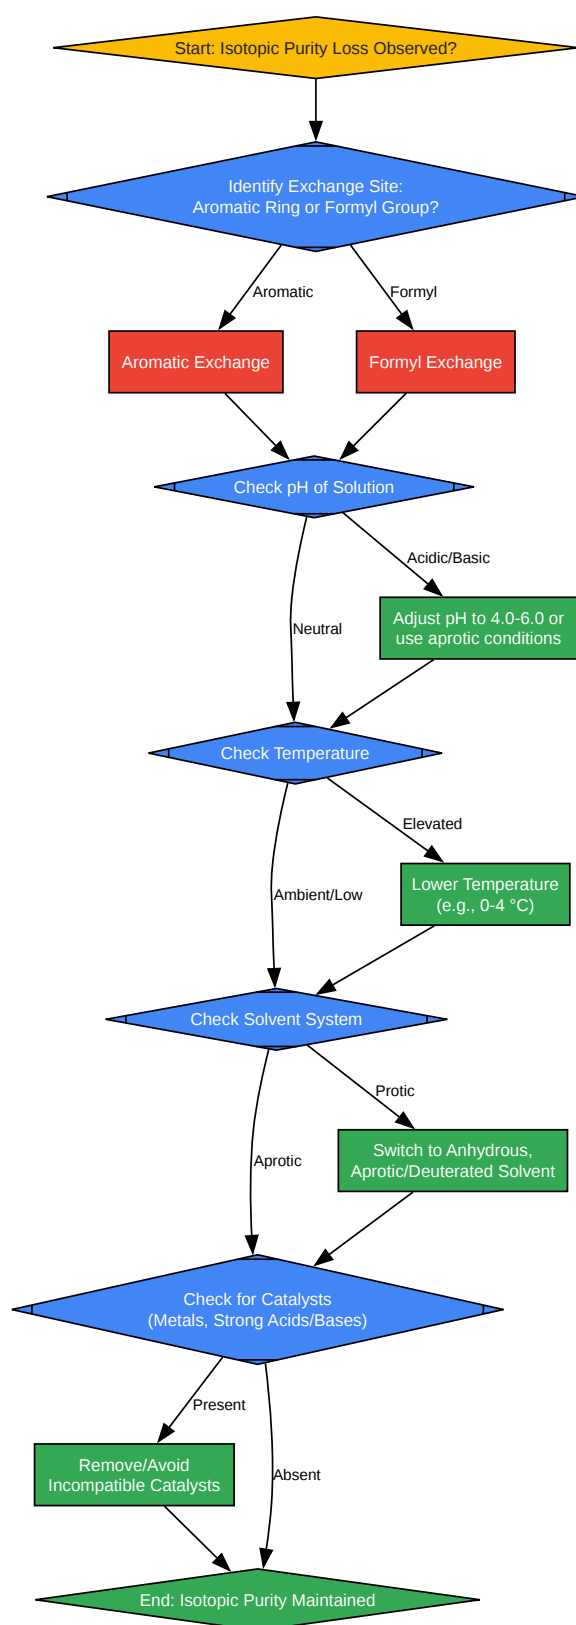 Start: Isotopic Purity Loss Observed?
Identify Exchange Site:
Aromatic Ring or Formyl Group?
Aromatic
Formyl
Aromatic Exchange
Formyl Exchange
Check pH of Solution
Acidic/Basic
Adjust pH to 4.0-6.0 or
use aprotic conditions
Neutral
Check Temperature
Elevated
Lower Temperature
(e.g., 0-4 °C)
Ambient/Low
Check Solvent System
Protic
Switch to Anhydrous,
Aprotic/Deuterated Solvent
Aprotic
Check for Catalysts
(Metals, Strong Acids/Bases)
Present
Remove/Avoid
Incompatible Catalysts
Absent
End: Isotopic Purity Maintained